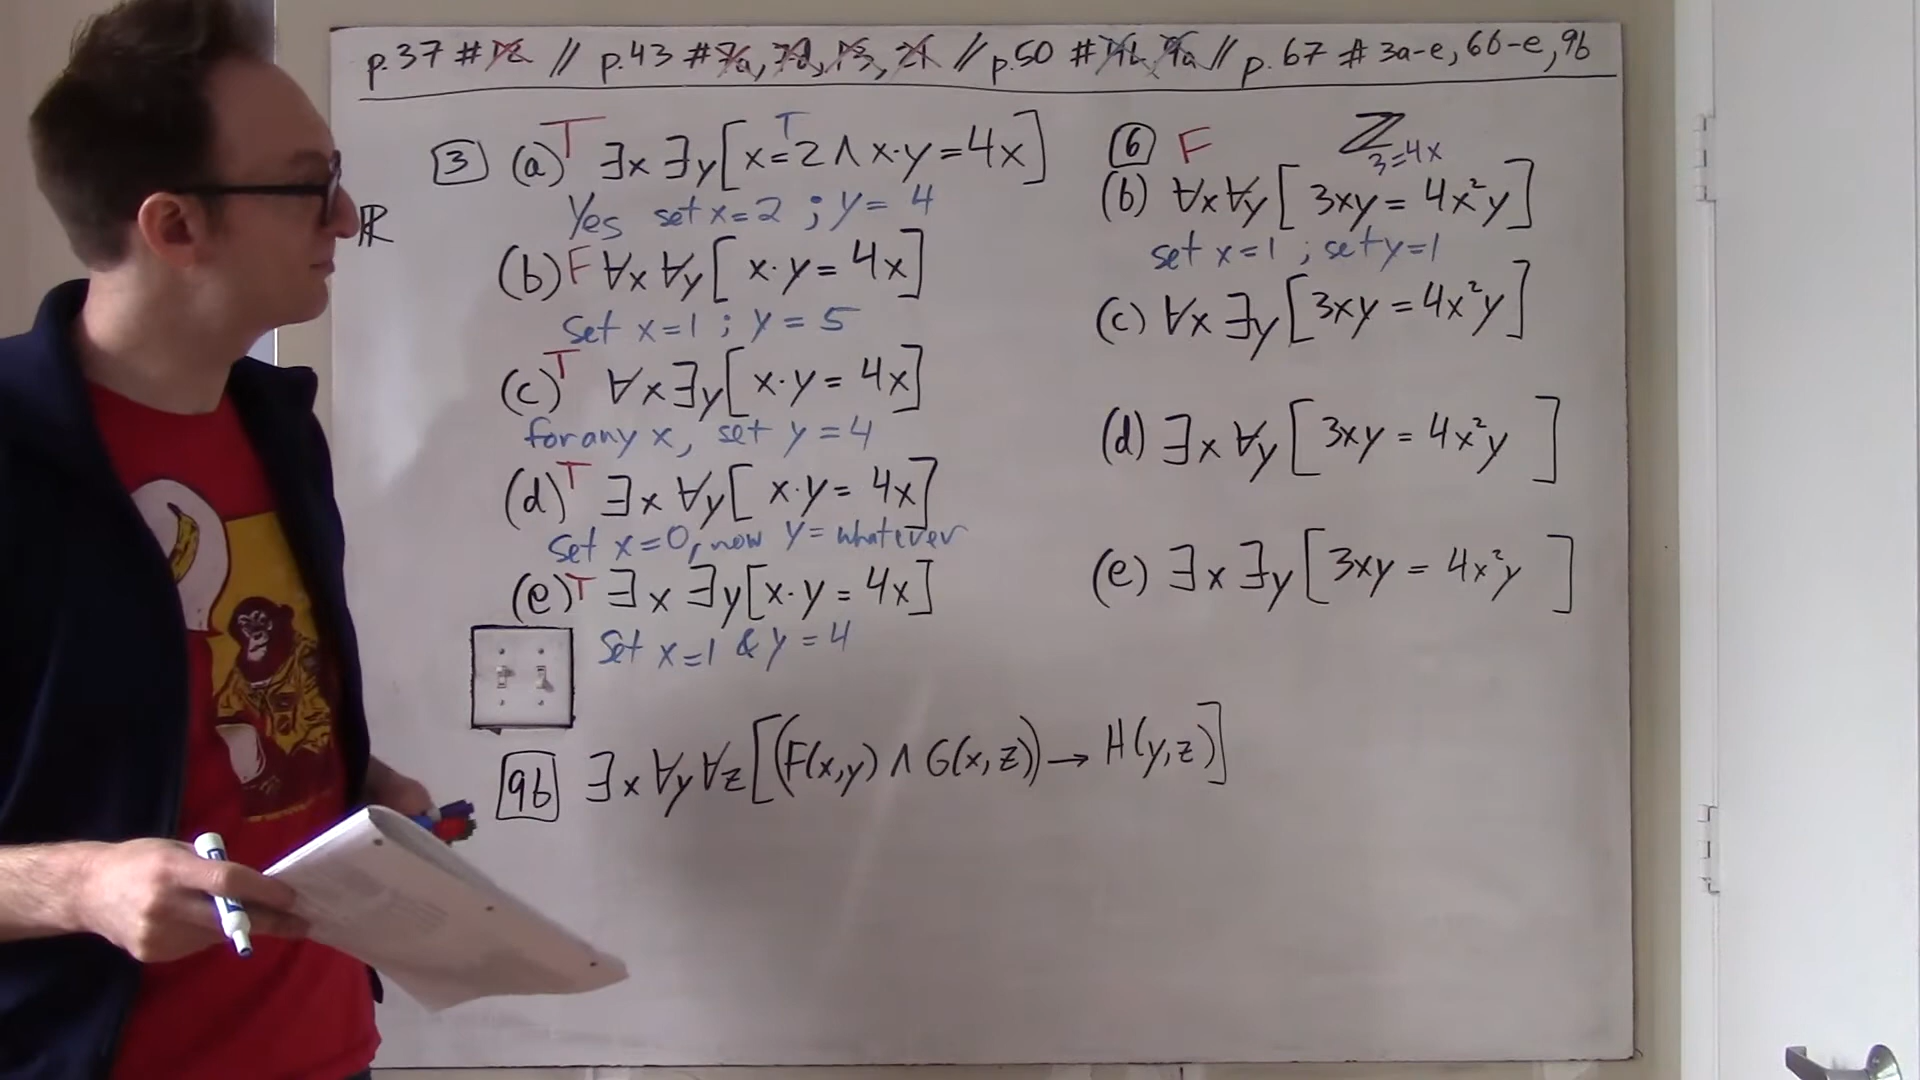 p.37 #12 // p.43 #7a, 7d, 13, 21 // p.50 #4b, 9a // p.67 # 3a-e, 6b-e, 9b
ℝ
3 (a) T ∃x ∃y[x=2 ∧ x·y=4x]
T
Yes set x=2 ; y=4
(b) F ∀x ∀y[x·y=4x]
Set x=1 ; y=5
(c) T ∀x ∃y[x·y=4x]
for any x, set y=4
(d) T ∃x ∀y[x·y=4x]
Set x=0, now y=whatever
(e) T ∃x ∃y[x·y=4x]
Set x=1 & y=4
6 F ℤ
3=4x
(b) ∀x ∀y[3xy=4x²y]
set x=1 ; set y=1
(c) ∀x ∃y[3xy=4x²y]
(d) ∃x ∀y[3xy=4x²y]
(e) ∃x ∃y[3xy=4x²y]
9b ∃x ∀y ∀z[(F(x,y) ∧ G(x,z)) → H(y,z)]